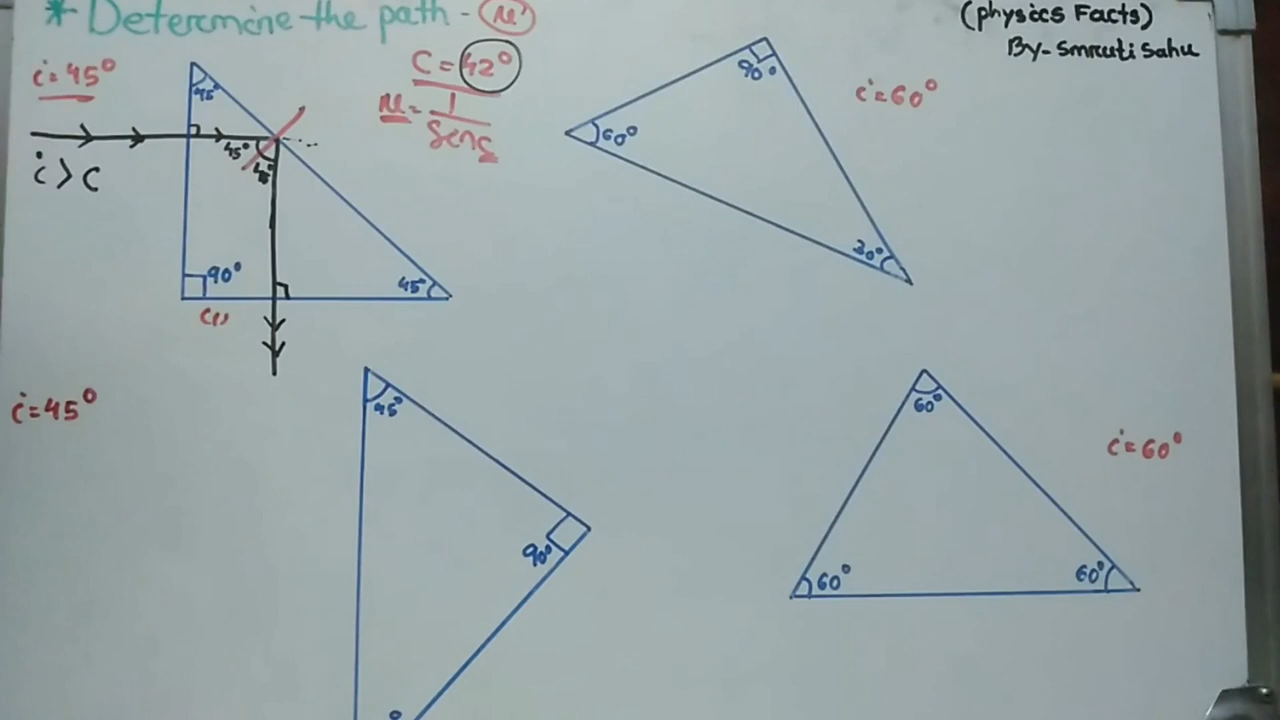 * Determine the path - (μ)
(physics Facts)
By - Smruti Sahu
i = 45°
C = 42°
μ = 1/sin c
i > C
45°
45°
45°
90°
45°
(1)
i = 60°
90°
60°
30°
i = 45°
45°
90°
i = 60°
60°
60°
60°